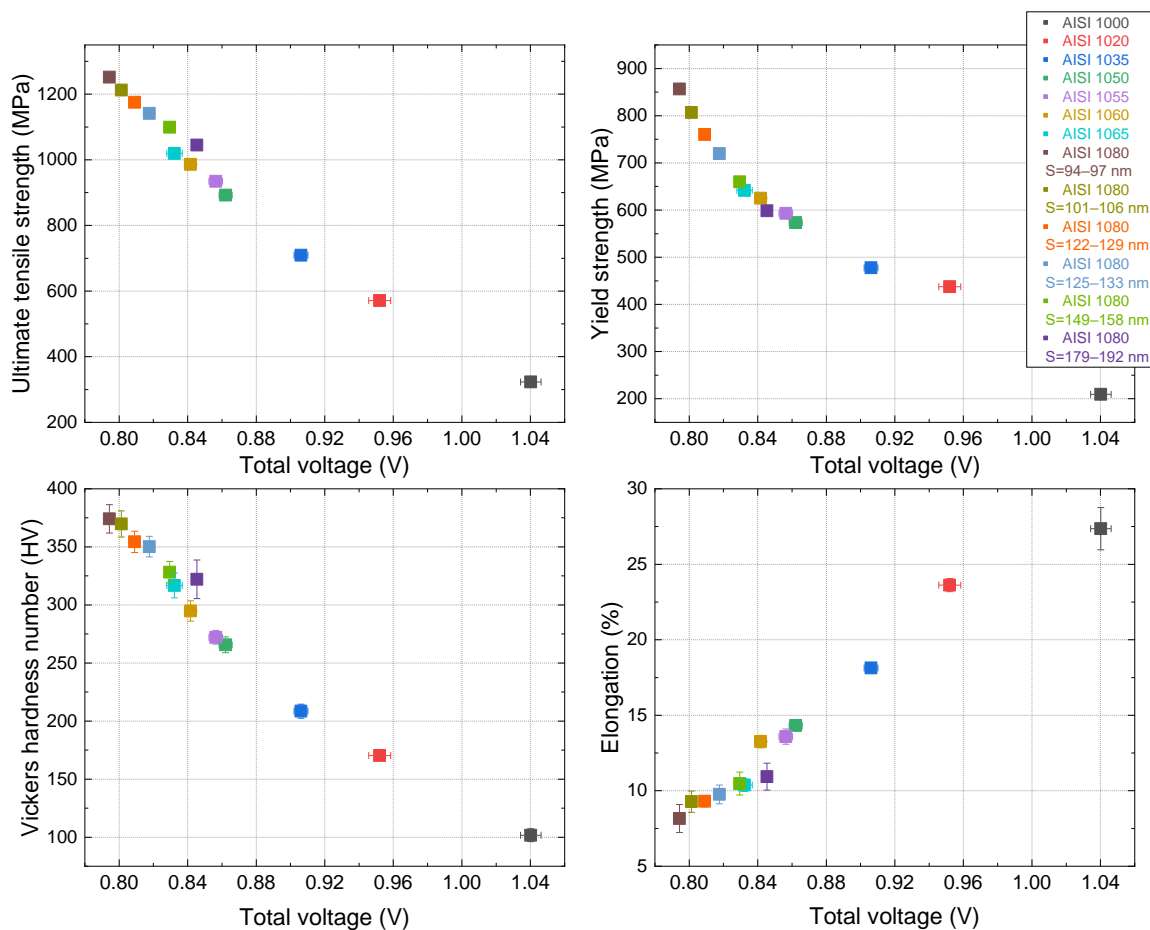 AISI 1000
AISI 1020
AISI 1035
AISI 1050
AISI 1055
AISI 1060
AISI 1065
AISI 1080
S=94–97 nm
AISI 1080
S=101–106 nm
AISI 1080
S=122–129 nm
AISI 1080
S=125–133 nm
AISI 1080
S=149–158 nm
AISI 1080
S=179–192 nm
Ultimate tensile strength (MPa)
1200
1000
800
600
400
200
0.80 0.84 0.88 0.92 0.96 1.00 1.04
Total voltage (V)
Yield strength (MPa)
900
800
700
600
500
400
300
200
0.80 0.84 0.88 0.92 0.96 1.00 1.04
Total voltage (V)
Vickers hardness number (HV)
400
350
300
250
200
150
100
0.80 0.84 0.88 0.92 0.96 1.00 1.04
Total voltage (V)
Elongation (%)
30
25
20
15
10
5
0.80 0.84 0.88 0.92 0.96 1.00 1.04
Total voltage (V)